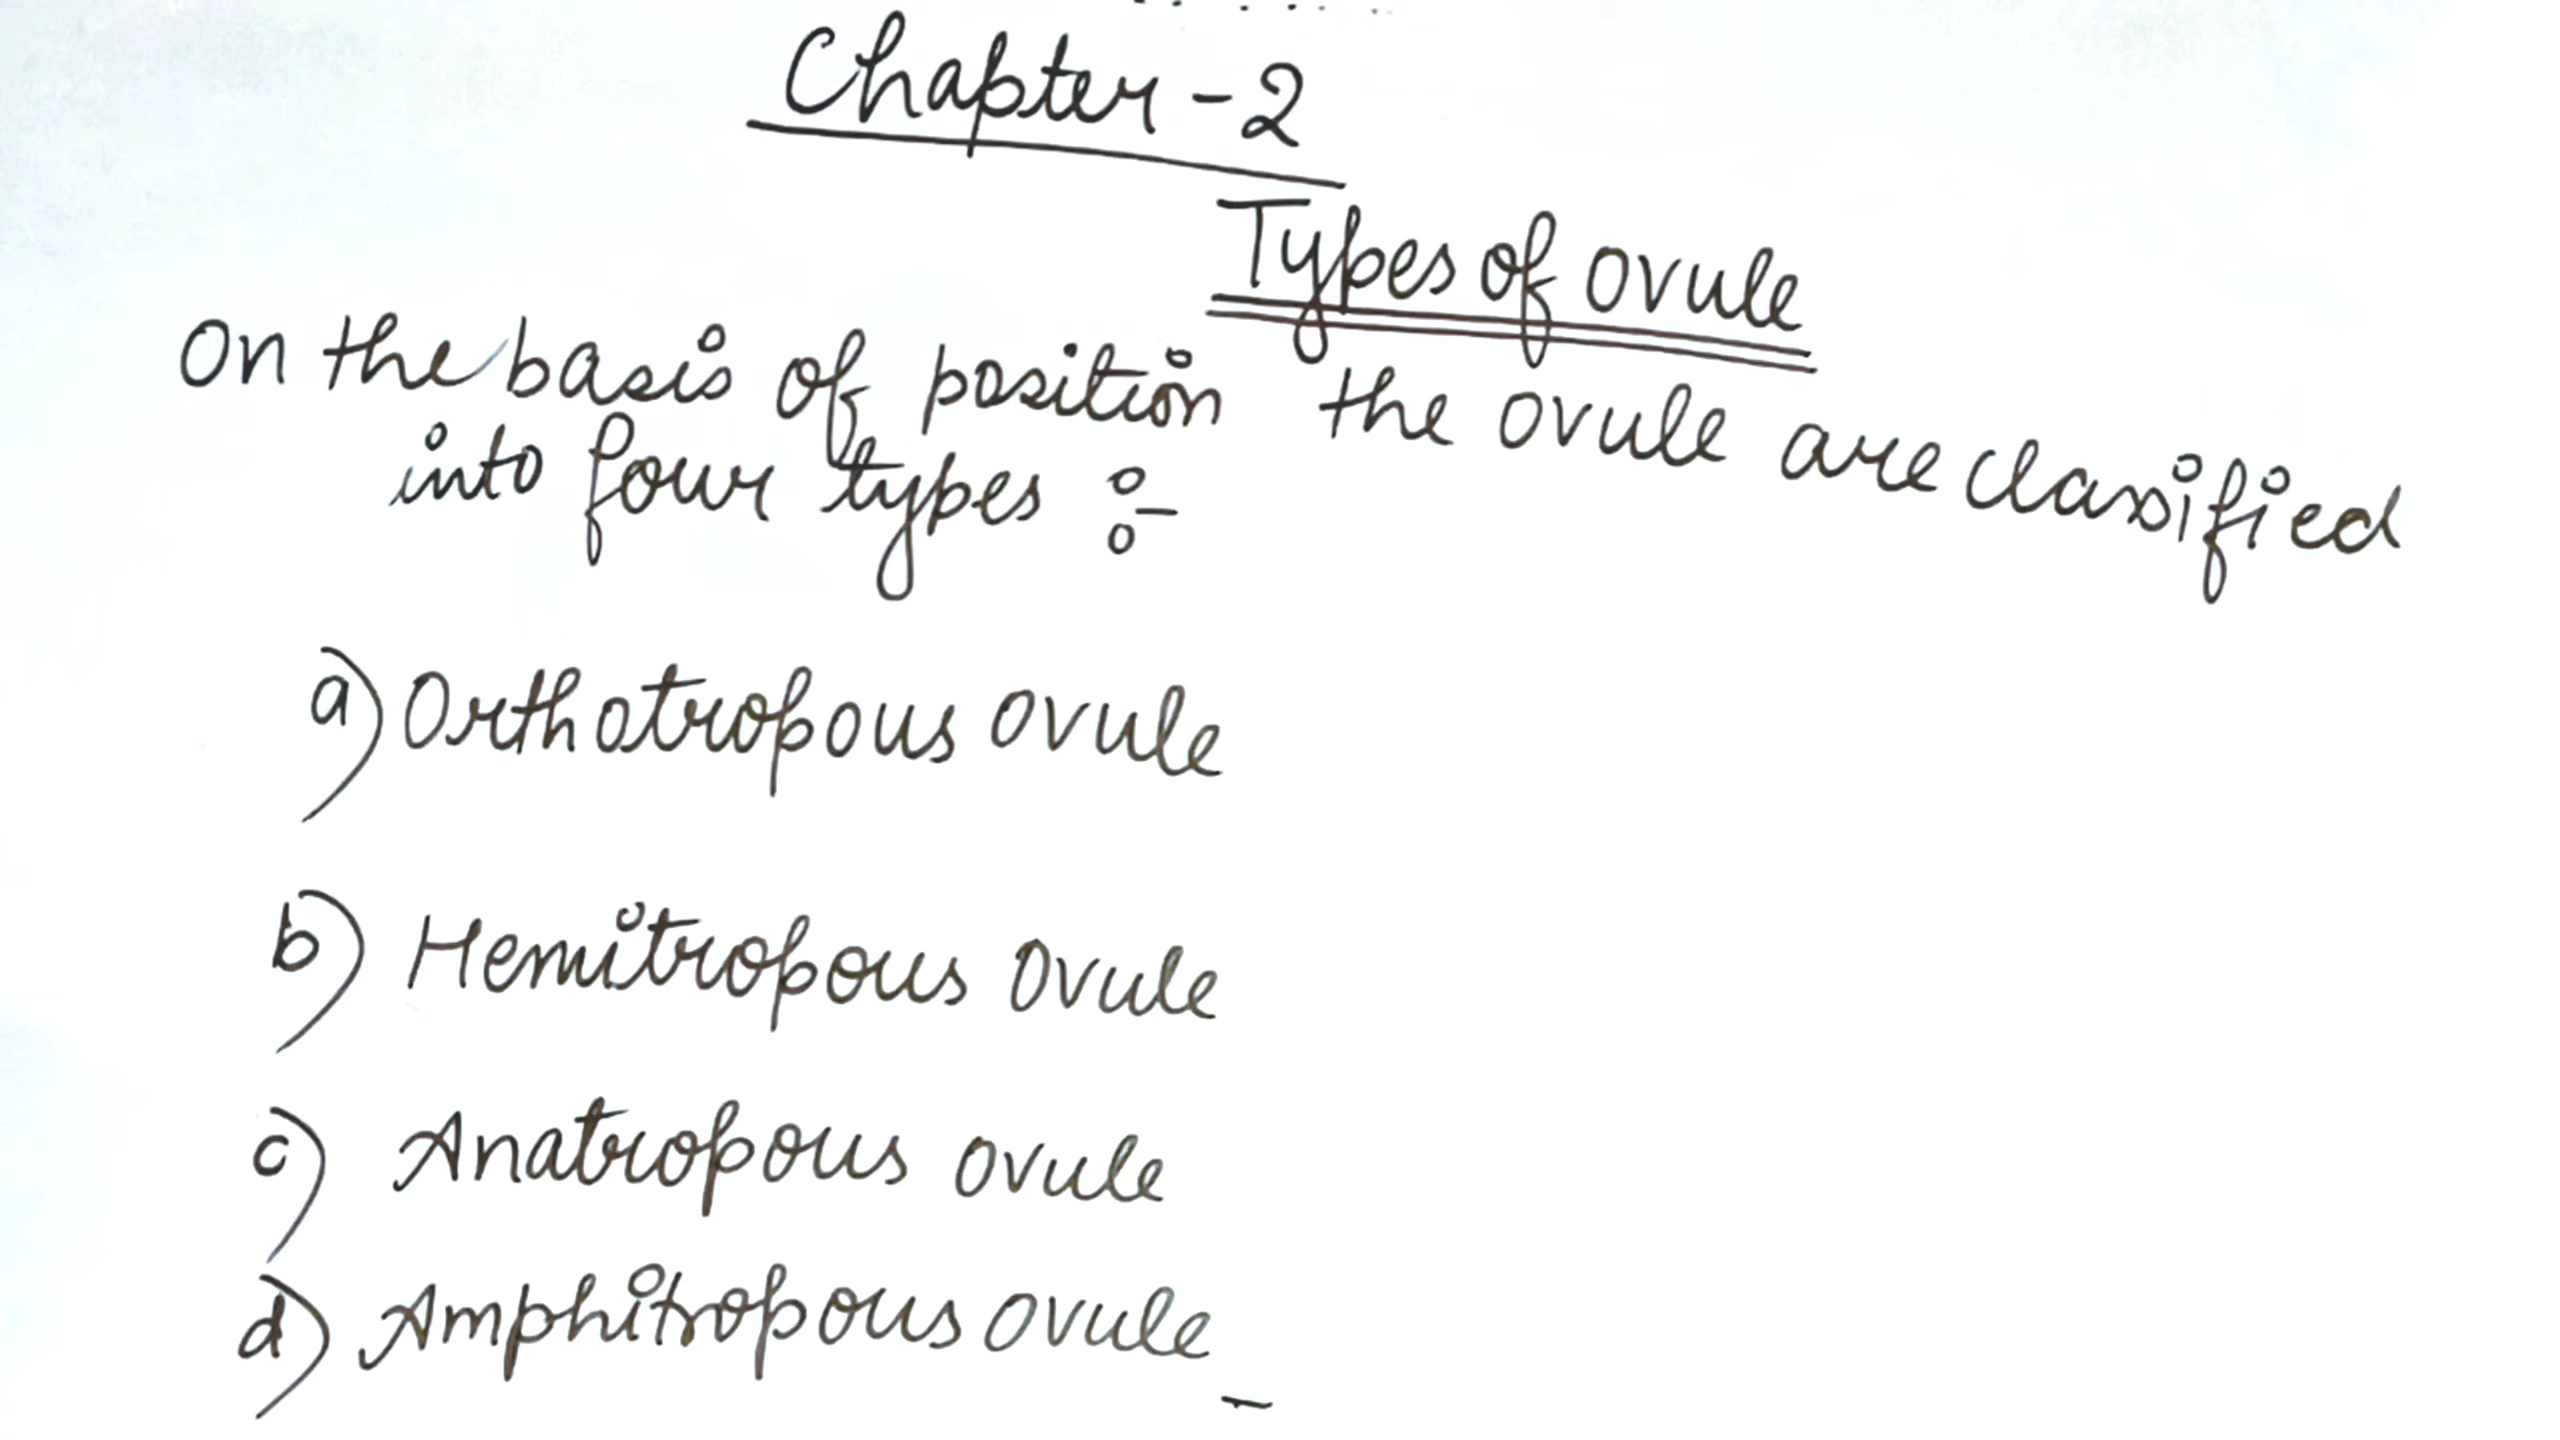 Chapter - 2
Types of ovule
On the basis of position the ovule are classified
into four types :-
a) Orthotropous ovule
b) Hemitropous ovule
c) Anatropous ovule
d) Amphitropous ovule